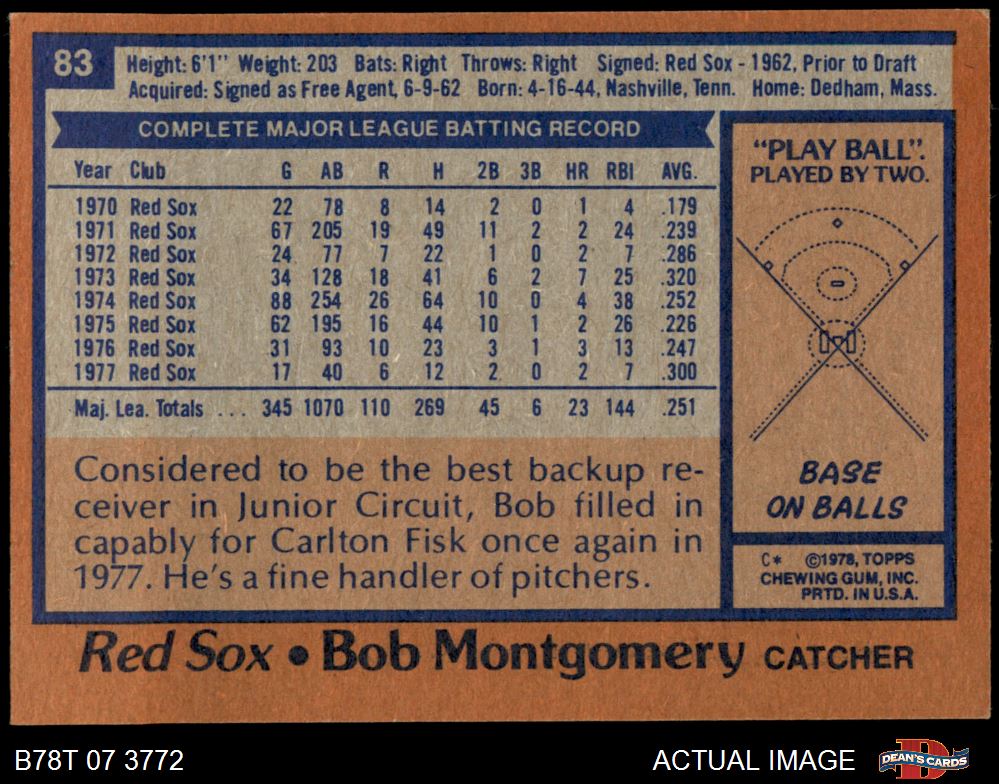 83
Height: 6'1" Weight: 203 Bats: Right Throws: Right Signed: Red Sox - 1962, Prior to Draft
Acquired: Signed as Free Agent, 6-9-62 Born: 4-16-44, Nashville, Tenn. Home: Dedham, Mass.
COMPLETE MAJOR LEAGUE BATTING RECORD
Year Club G AB R H 2B 3B HR RBI AVG.
1970 Red Sox 22 78 8 14 2 0 1 4 .179
1971 Red Sox 67 205 19 49 11 2 2 24 .239
1972 Red Sox 24 77 7 22 1 0 2 7 .286
1973 Red Sox 34 128 18 41 6 2 7 25 .320
1974 Red Sox 88 254 26 64 10 0 4 38 .252
1975 Red Sox 62 195 16 44 10 1 2 26 .226
1976 Red Sox 31 93 10 23 3 1 3 13 .247
1977 Red Sox 17 40 6 12 2 0 2 7 .300
Maj. Lea. Totals ... 345 1070 110 269 45 6 23 144 .251
Considered to be the best backup re-
ceiver in Junior Circuit, Bob filled in
capably for Carlton Fisk once again in
1977. He's a fine handler of pitchers.
"PLAY BALL".
PLAYED BY TWO.
BASE
ON BALLS
C* ©1978, TOPPS
CHEWING GUM, INC.
PRTD. IN U.S.A.
Red Sox • Bob Montgomery CATCHER
B78T 07 3772
ACTUAL IMAGE
D
DEAN'S CARDS